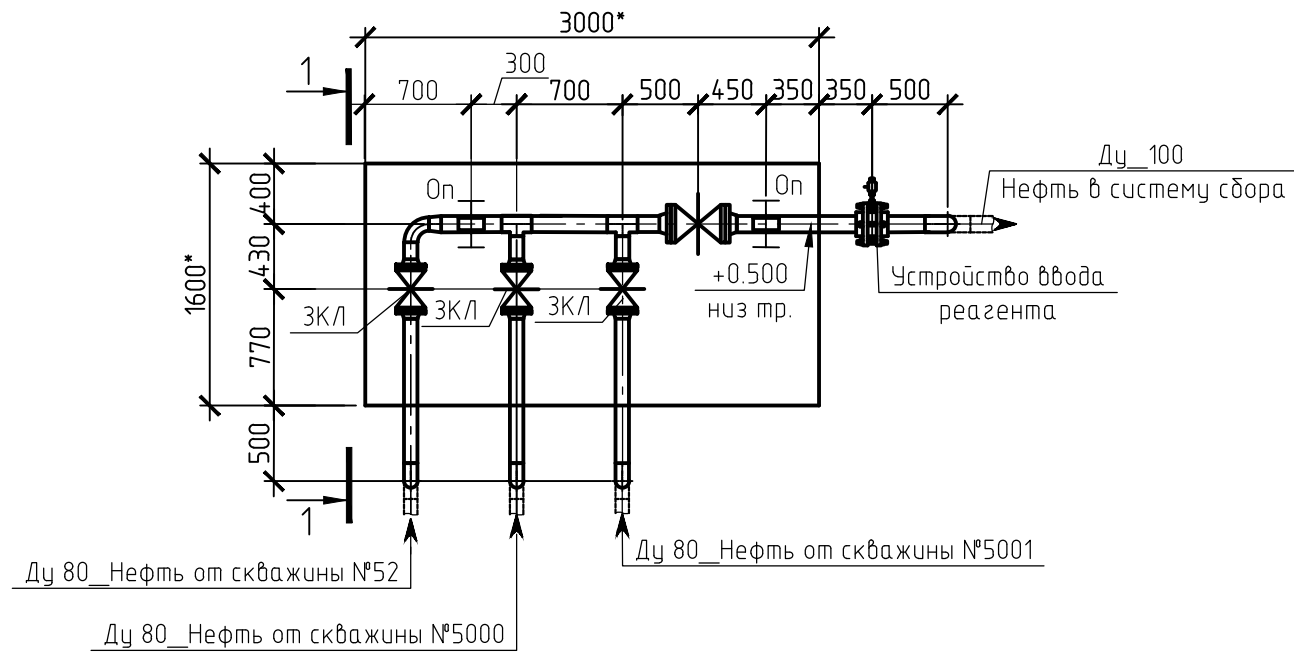 3000*
1
300
700
700
500
450
350
350
500
Ду_100
Нефть в систему сбора
400
Оп
Оп
430
1600*
+0.500
низ тр.
Устройство ввода
реагента
ЗКЛ
ЗКЛ
ЗКЛ
770
500
1
Ду 80_Нефть от скважины №5001
Ду 80_Нефть от скважины №52
Ду 80_Нефть от скважины №5000